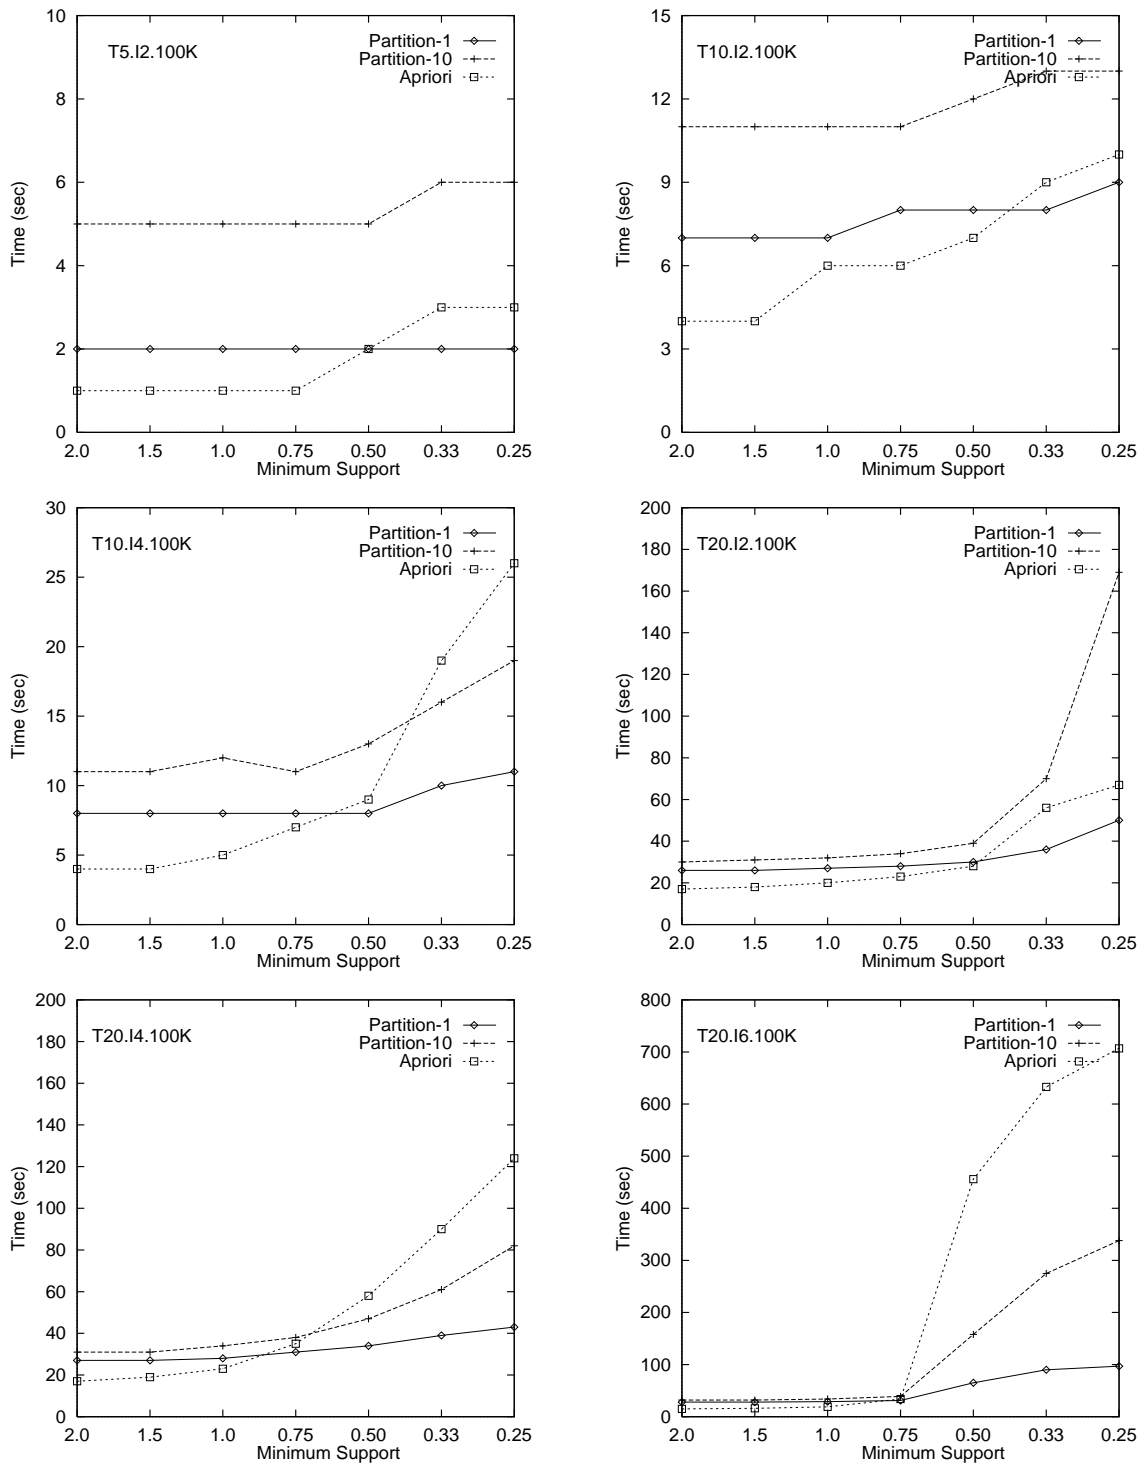 T5.I2.100K
Partition-1
Partition-10
Apriori
Time (sec)
10
8
6
4
2
0
2.0 1.5 1.0 0.75 0.50 0.33 0.25
Minimum Support
T10.I2.100K
Partition-1
Partition-10
Apriori
Time (sec)
15
12
9
6
3
0
2.0 1.5 1.0 0.75 0.50 0.33 0.25
Minimum Support
T10.I4.100K
Partition-1
Partition-10
Apriori
Time (sec)
30
25
20
15
10
5
0
2.0 1.5 1.0 0.75 0.50 0.33 0.25
Minimum Support
T20.I2.100K
Partition-1
Partition-10
Apriori
Time (sec)
200
180
160
140
120
100
80
60
40
20
0
2.0 1.5 1.0 0.75 0.50 0.33 0.25
Minimum Support
T20.I4.100K
Partition-1
Partition-10
Apriori
Time (sec)
200
180
160
140
120
100
80
60
40
20
0
2.0 1.5 1.0 0.75 0.50 0.33 0.25
Minimum Support
T20.I6.100K
Partition-1
Partition-10
Apriori
Time (sec)
800
700
600
500
400
300
200
100
0
2.0 1.5 1.0 0.75 0.50 0.33 0.25
Minimum Support